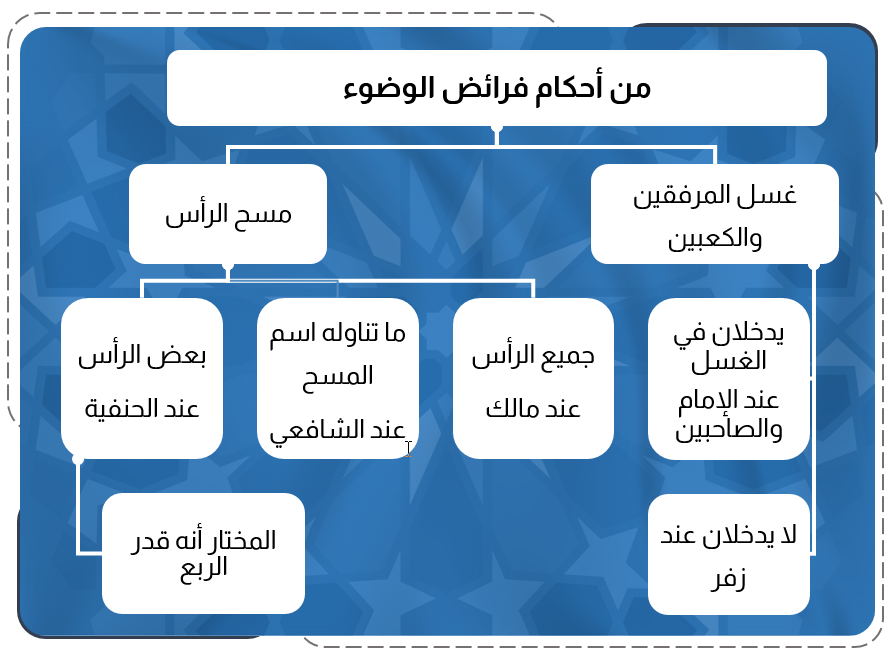 من أحكام فرائض الوضوء
غسل المرفقين
والكعبين
مسح الرأس
يدخلان في
الغسل
عند الإمام
والصاحبين
جميع الرأس
عند مالك
ما تناوله اسم
المسح
عند الشافعي
بعض الرأس
عند الحنفية
لا يدخلان عند
زفر
المختار أنه قدر
الربع